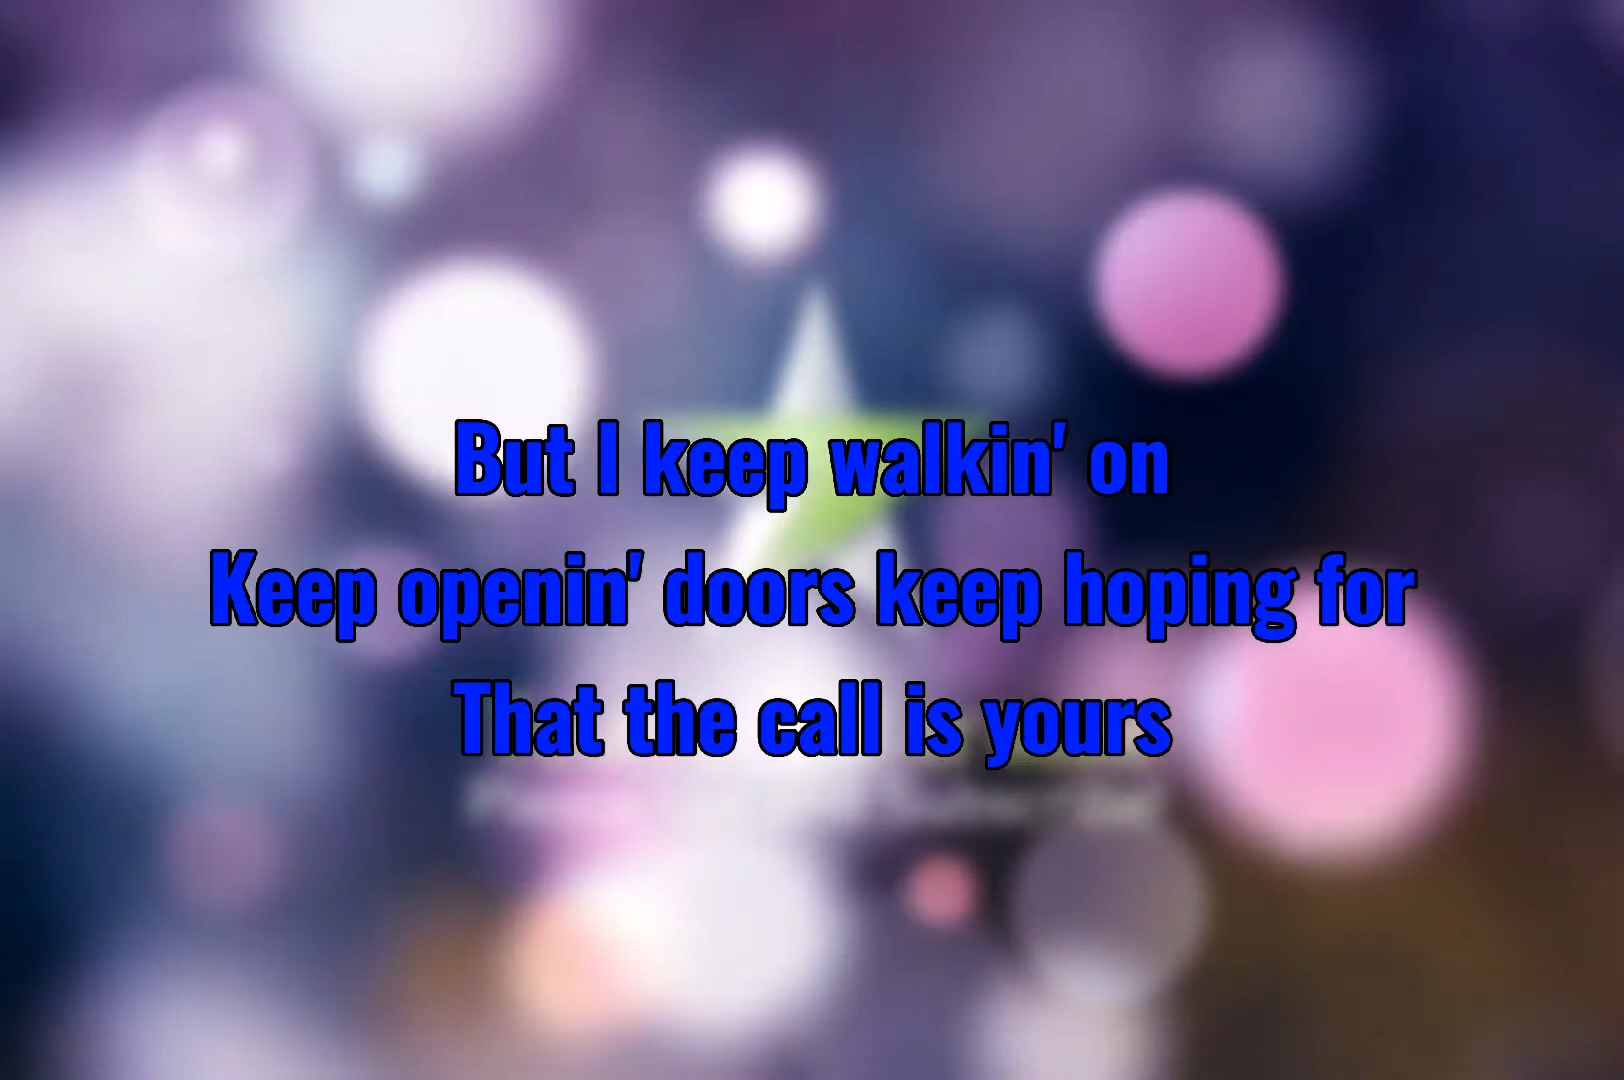 But I keep walkin' on
Keep openin' doors keep hoping for
That the call is yours